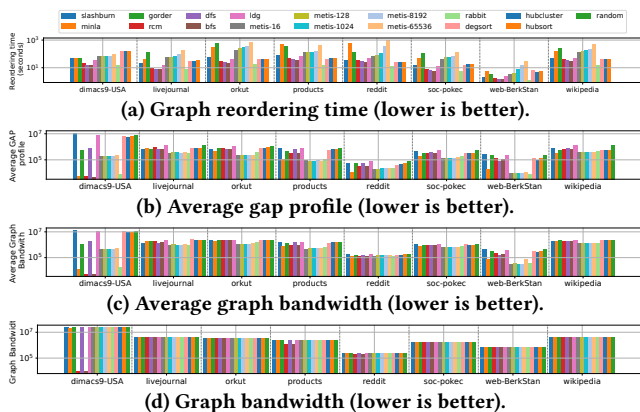 slashburn gorder dfs ldg metis-128 metis-8192 rabbit hubcluster random
minla rcm bfs metis-16 metis-1024 metis-65536 degsort hubsort
Reordering time
(seconds)
10³
10¹
dimacs9-USA livejournal orkut products reddit soc-pokec web-BerkStan wikipedia
(a) Graph reordering time (lower is better).
Average GAP
profile
10⁷
10⁵
dimacs9-USA livejournal orkut products reddit soc-pokec web-BerkStan wikipedia
(b) Average gap profile (lower is better).
Average Graph
Bandwith
10⁷
10⁵
dimacs9-USA livejournal orkut products reddit soc-pokec web-BerkStan wikipedia
(c) Average graph bandwidth (lower is better).
Graph Bandwidt
10⁷
10⁵
dimacs9-USA livejournal orkut products reddit soc-pokec web-BerkStan wikipedia
(d) Graph bandwidth (lower is better).